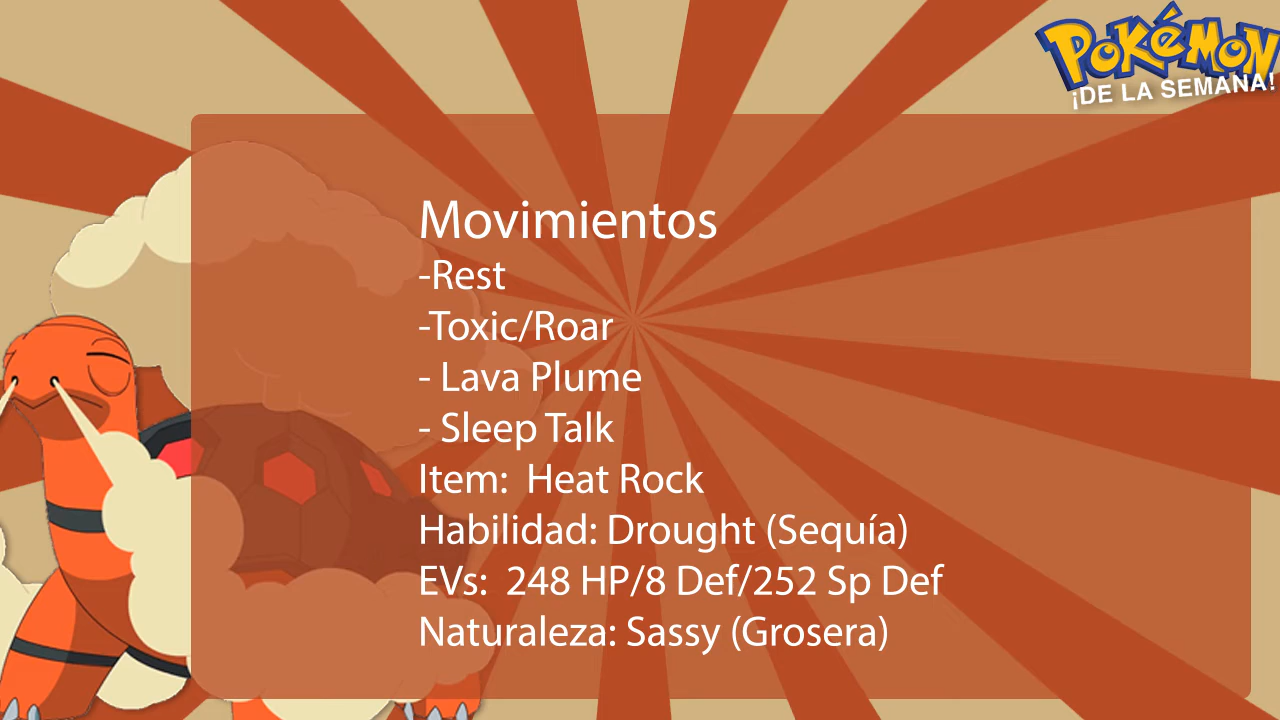 POKéMON
¡DE LA SEMANA!
Movimientos
-Rest
-Toxic/Roar
- Lava Plume
- Sleep Talk
Item:  Heat Rock
Habilidad: Drought (Sequía)
EVs:  248 HP/8 Def/252 Sp Def
Naturaleza: Sassy (Grosera)